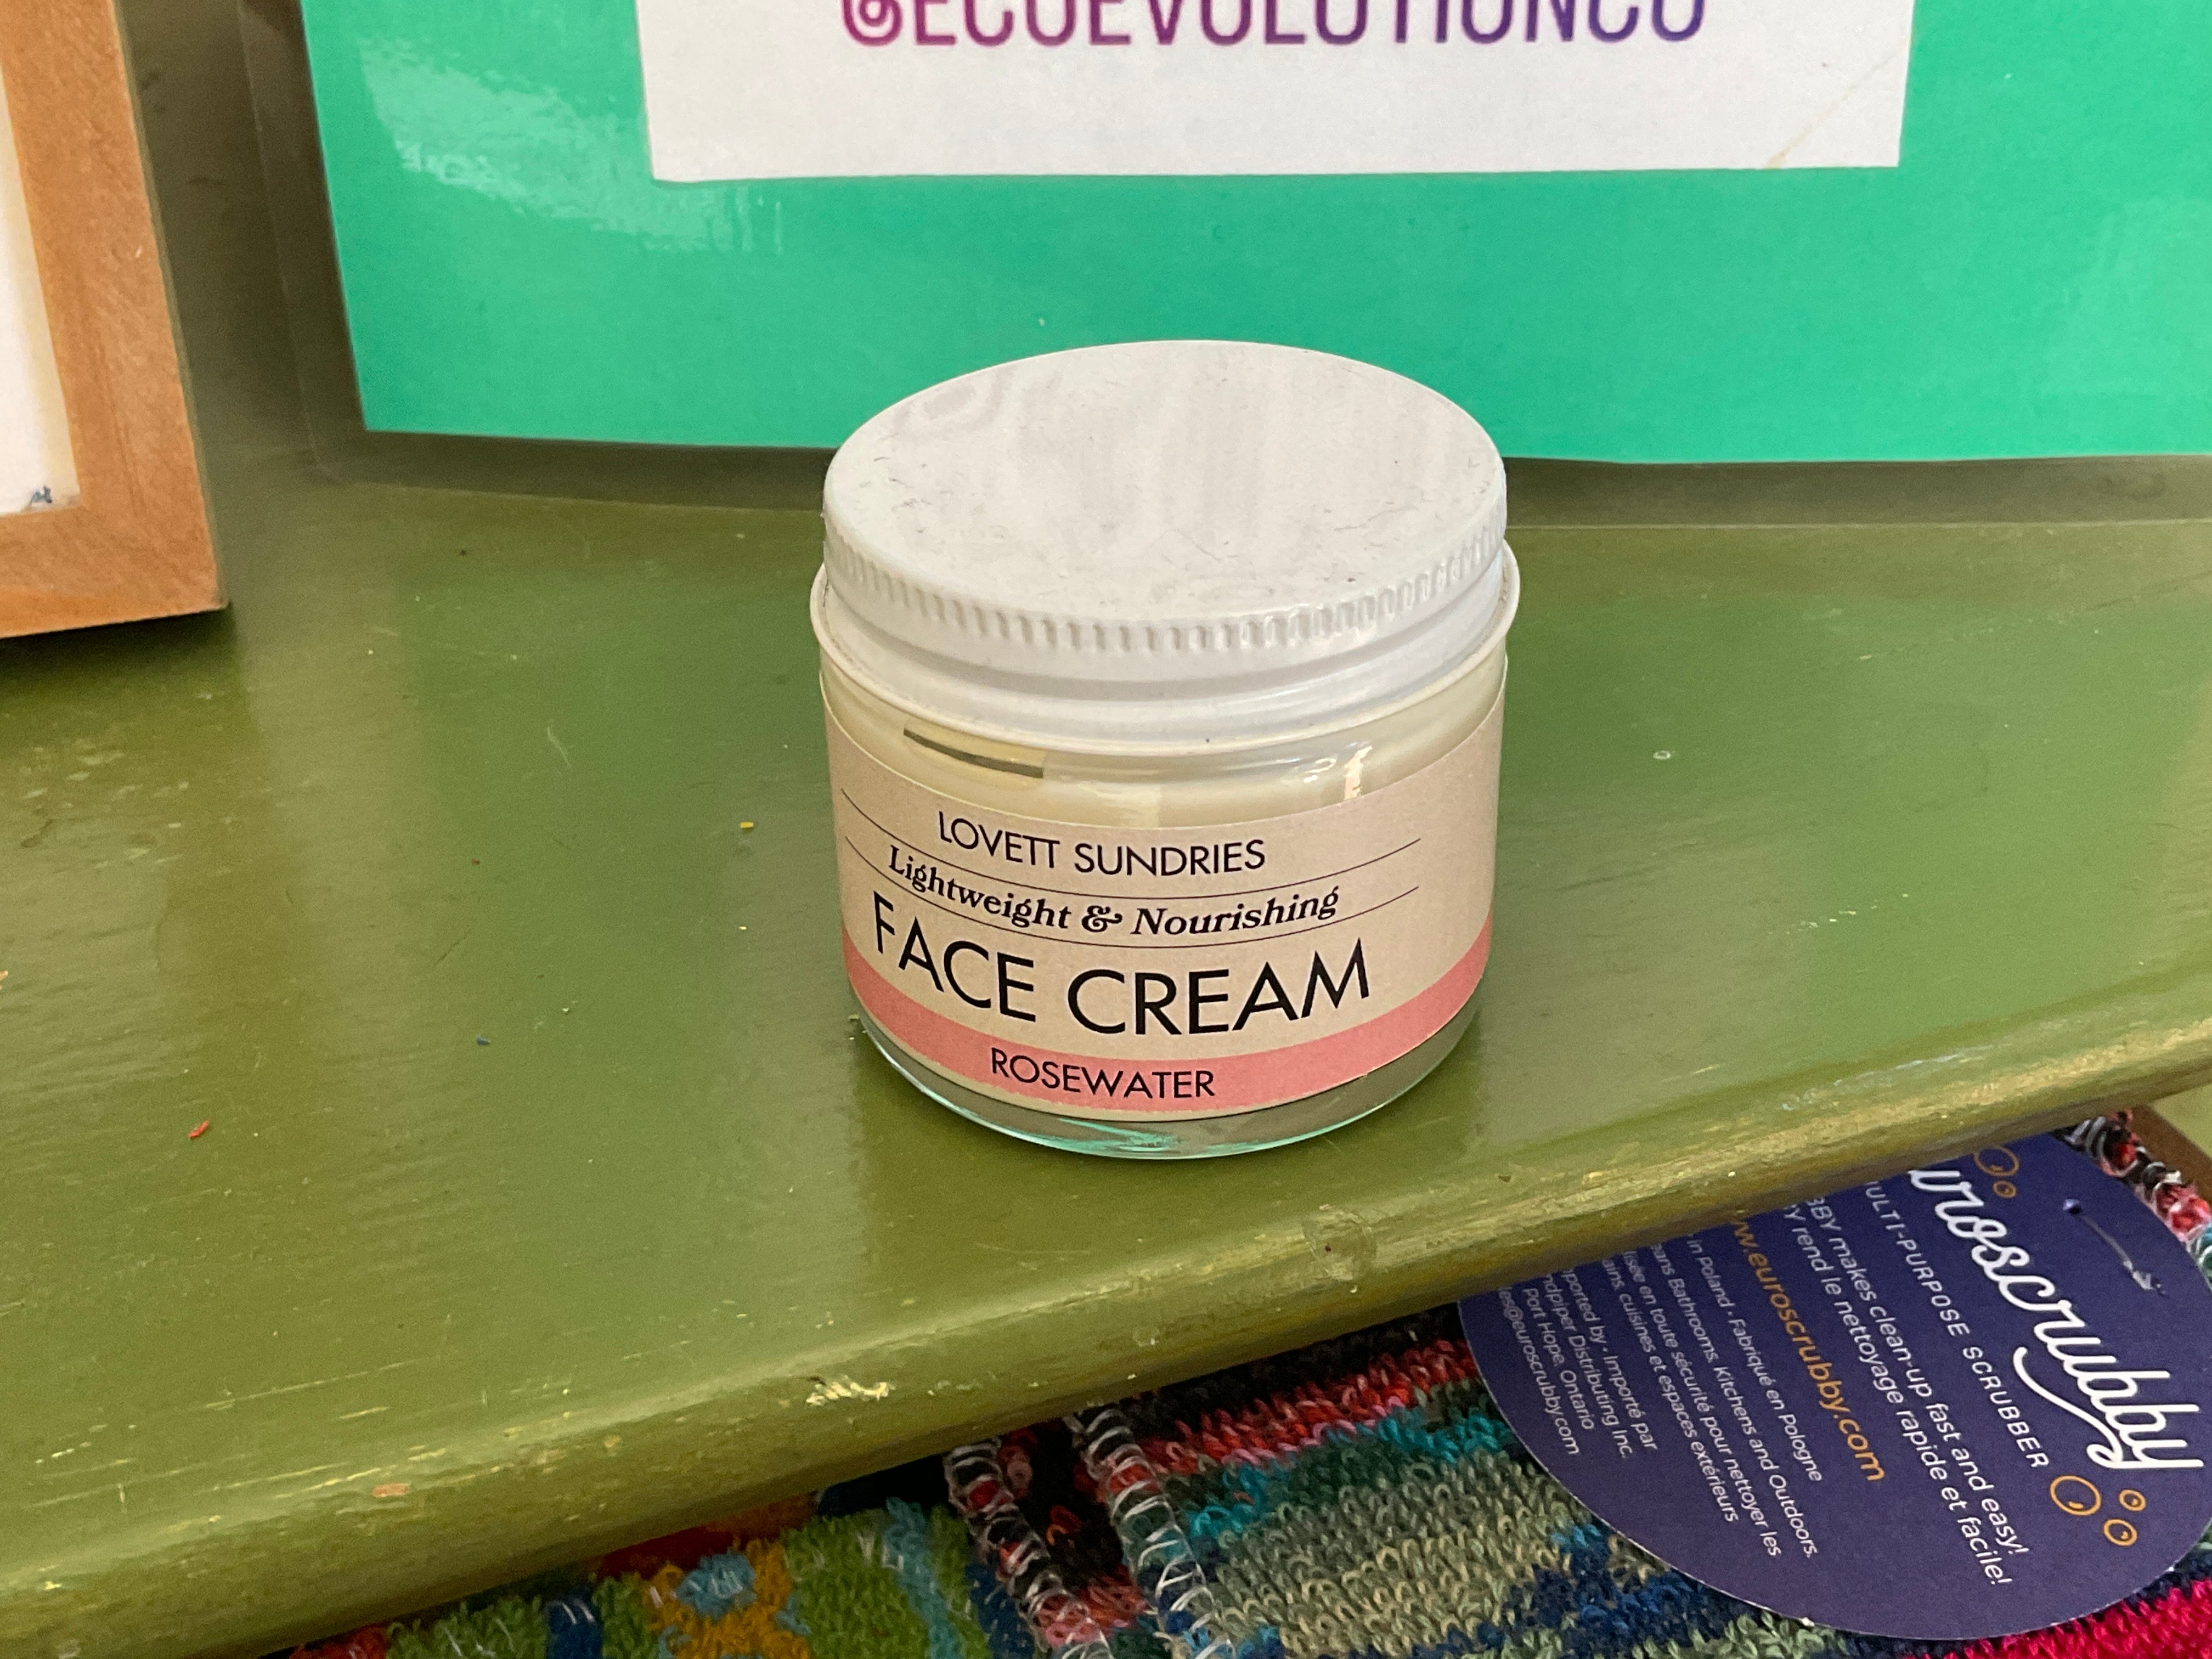 @ECOEVOLUTIONCO
LOVETT SUNDRIES
Lightweight & Nourishing
FACE CREAM
ROSEWATER
uroscrubby
MULTI-PURPOSE SCRUBBER
makes clean-up fast and easy!
rend le nettoyage rapide et facile!
www.euroscrubby.com
in Poland · Fabriqué en Pologne
Bathrooms, Kitchens and Outdoors.
en toute sécurité pour nettoyer les
cuisines et espaces extérieurs
by · Importé par
Distributing Inc.
Port Hope, Ontario
@euroscrubby.com